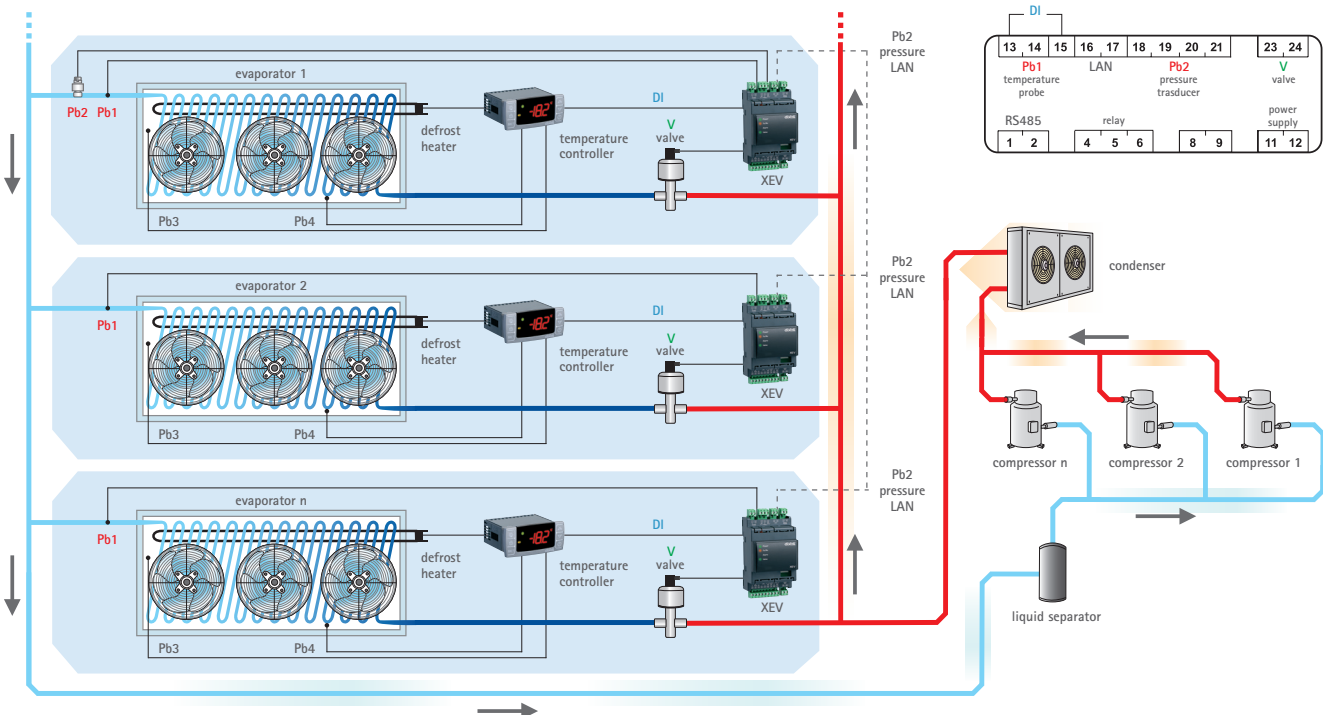 DI
13 14 15 16 17 18 19 20 21 23 24
Pb1 LAN Pb2 V
temperature
probe
pressure
trasducer
valve
RS485 relay power
supply
1 2 4 5 6 8 9 11 12
Pb2
pressure
LAN
evaporator 1
Pb2 Pb1
-18.2°
DI
V
valve
defrost
heater
temperature
controller
XEV
Pb3 Pb4
Pb2
pressure
LAN
evaporator 2
Pb1
-18.2°
DI
V
valve
defrost
heater
temperature
controller
XEV
Pb3 Pb4
Pb2
pressure
LAN
evaporator n
Pb1
-18.2°
DI
V
valve
defrost
heater
temperature
controller
XEV
Pb3 Pb4
condenser
compressor n compressor 2 compressor 1
liquid separator